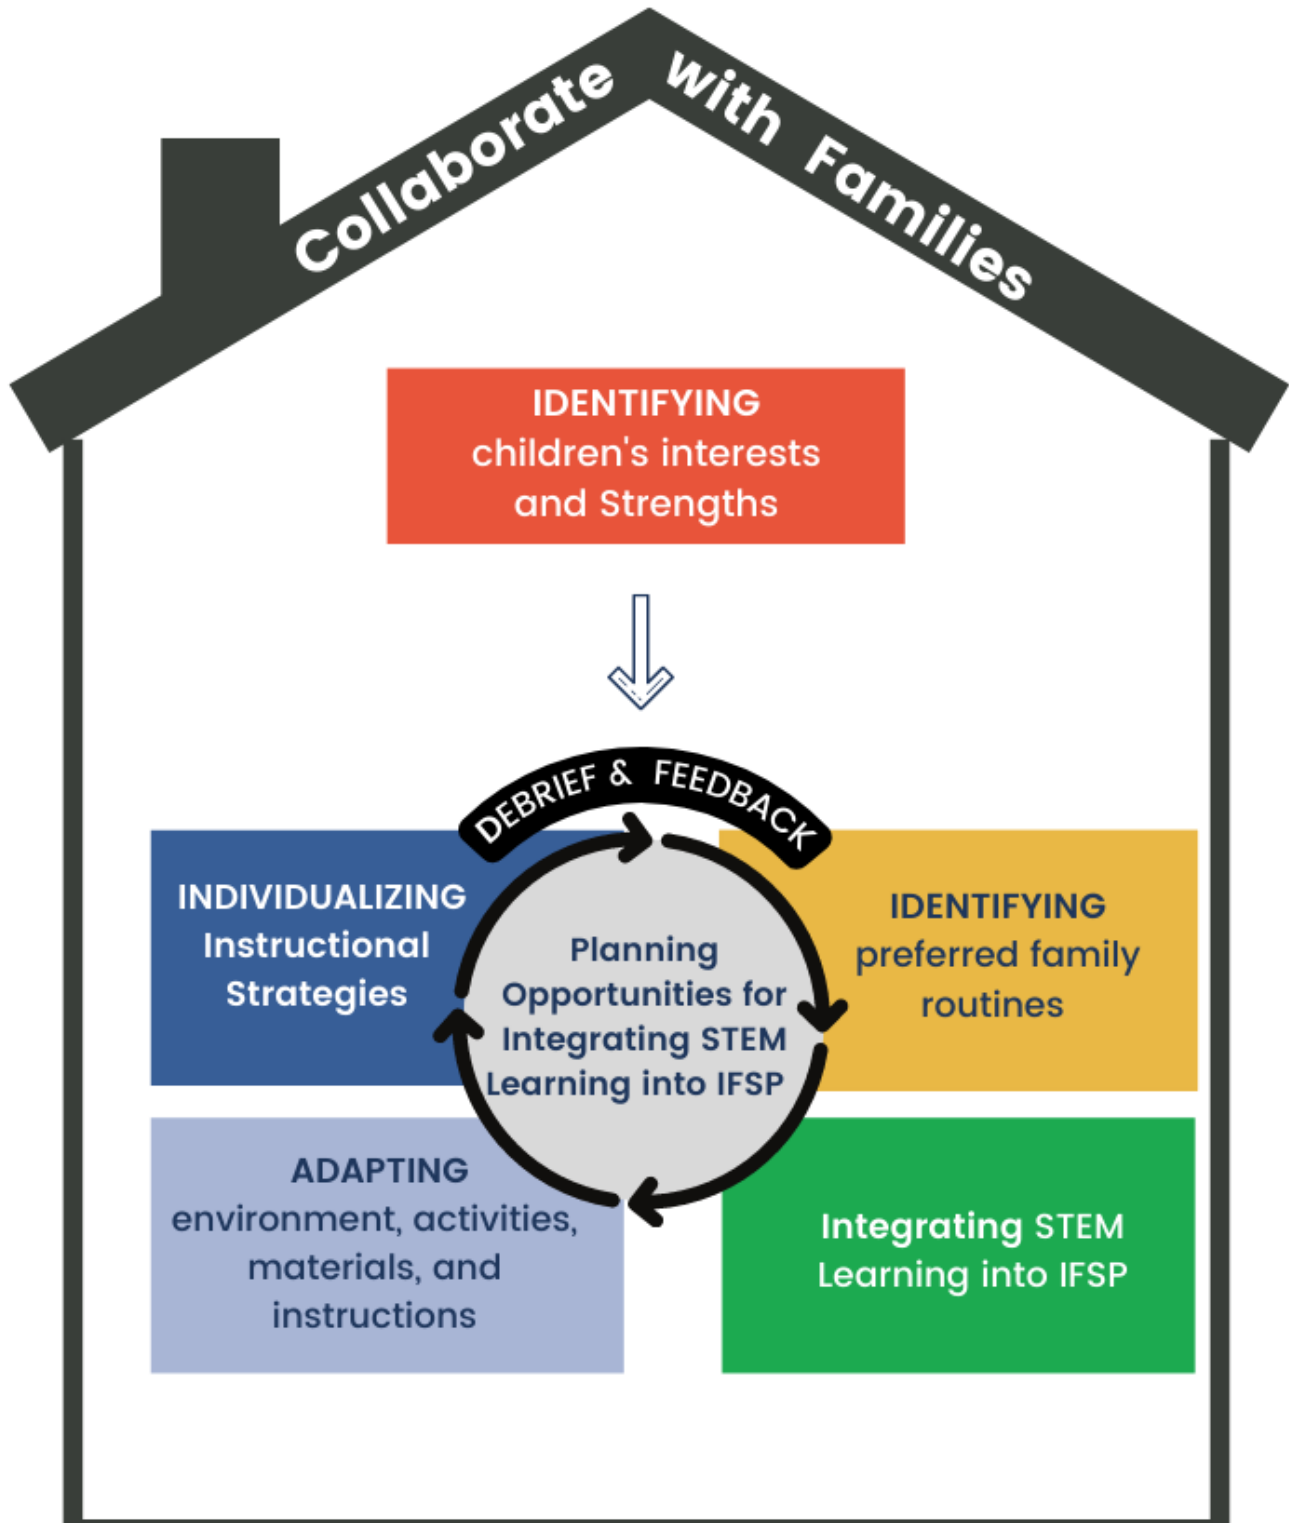 Collaborate with Families
IDENTIFYING
children's interests
and Strengths
DEBRIEF & FEEDBACK
INDIVIDUALIZING
Instructional
Strategies
Planning
Opportunities for
Integrating STEM
Learning into IFSP
IDENTIFYING
preferred family
routines
ADAPTING
environment, activities,
materials, and
instructions
Integrating STEM
Learning into IFSP